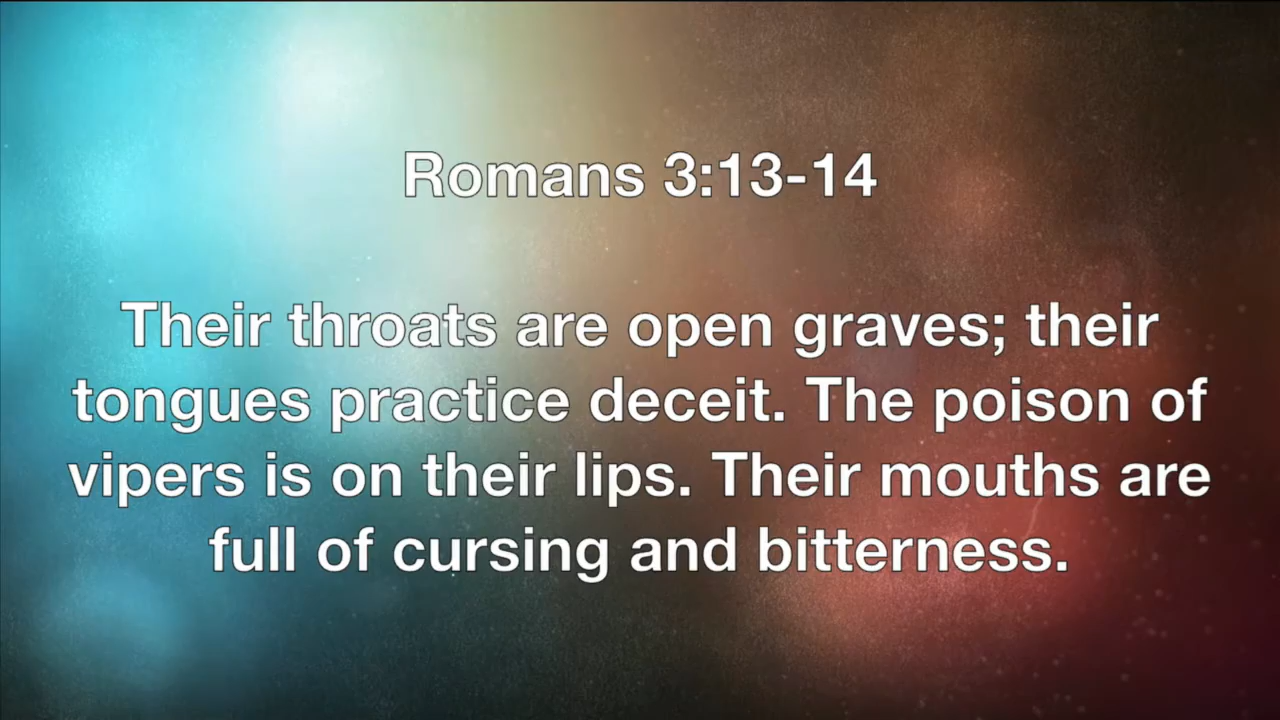 Romans 3:13-14
Their throats are open graves; their
tongues practice deceit. The poison of
vipers is on their lips. Their mouths are
full of cursing and bitterness.